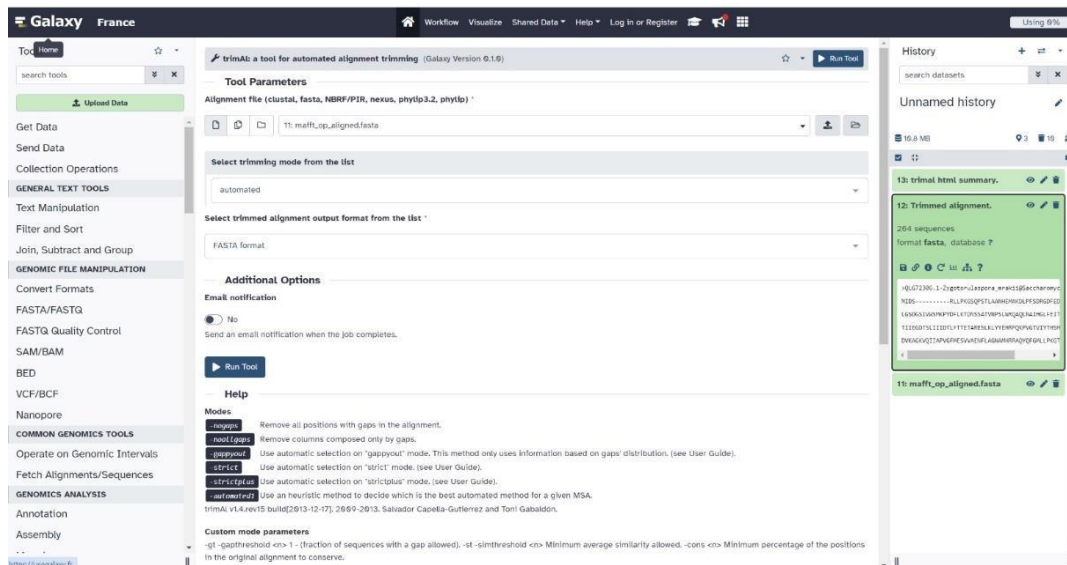 Galaxy France
Workflow Visualize Shared Data Help Log in or Register
Using 0%
Home
search tools
Upload Data
Get Data
Send Data
Collection Operations
GENERAL TEXT TOOLS
Text Manipulation
Filter and Sort
Join, Subtract and Group
GENOMIC FILE MANIPULATION
Convert Formats
FASTA/FASTQ
FASTQ Quality Control
SAM/BAM
BED
VCF/BCF
Nanopore
COMMON GENOMICS TOOLS
Operate on Genomic Intervals
Fetch Alignments/Sequences
GENOMICS ANALYSIS
Annotation
Assembly
trimAl: a tool for automated alignment trimming (Galaxy Version 0.1.0)
Run Tool
Tool Parameters
Alignment file (clustal, fasta, NBRF/PIR, nexus, phylip3.2, phylip) *
11: mafft_op_aligned.fasta
Select trimming mode from the list
automated
Select trimmed alignment output format from the list *
FASTA format
Additional Options
Email notification
No
Send an email notification when the job completes.
Run Tool
Help
Modes
-nogaps Remove all positions with gaps in the alignment.
-noallgaps Remove columns composed only by gaps.
-gappyout Use automatic selection on "gappyout" mode. This method only uses information based on gaps' distribution. (see User Guide).
-strict Use automatic selection on "strict" mode. (see User Guide).
-strictplus Use automatic selection on "strictplus" mode. (see User Guide).
-automated1 Use an heuristic method to decide which is the best automated method for a given MSA.
trimAl v1.4.rev15 build[2013-12-17]. 2009-2013. Salvador Capella-Gutierrez and Toni Gabaldón.
Custom mode parameters
-gt -gapthreshold <n> 1 - (fraction of sequences with a gap allowed). -st -simthreshold <n> Minimum average similarity allowed. -cons <n> Minimum percentage of the positions
in the original alignment to conserve.
History
search datasets
Unnamed history
10.6 MB 3 10
13: trimal html summary.
12: Trimmed alignment.
264 sequences
format fasta, database ?
11: mafft_op_aligned.fasta